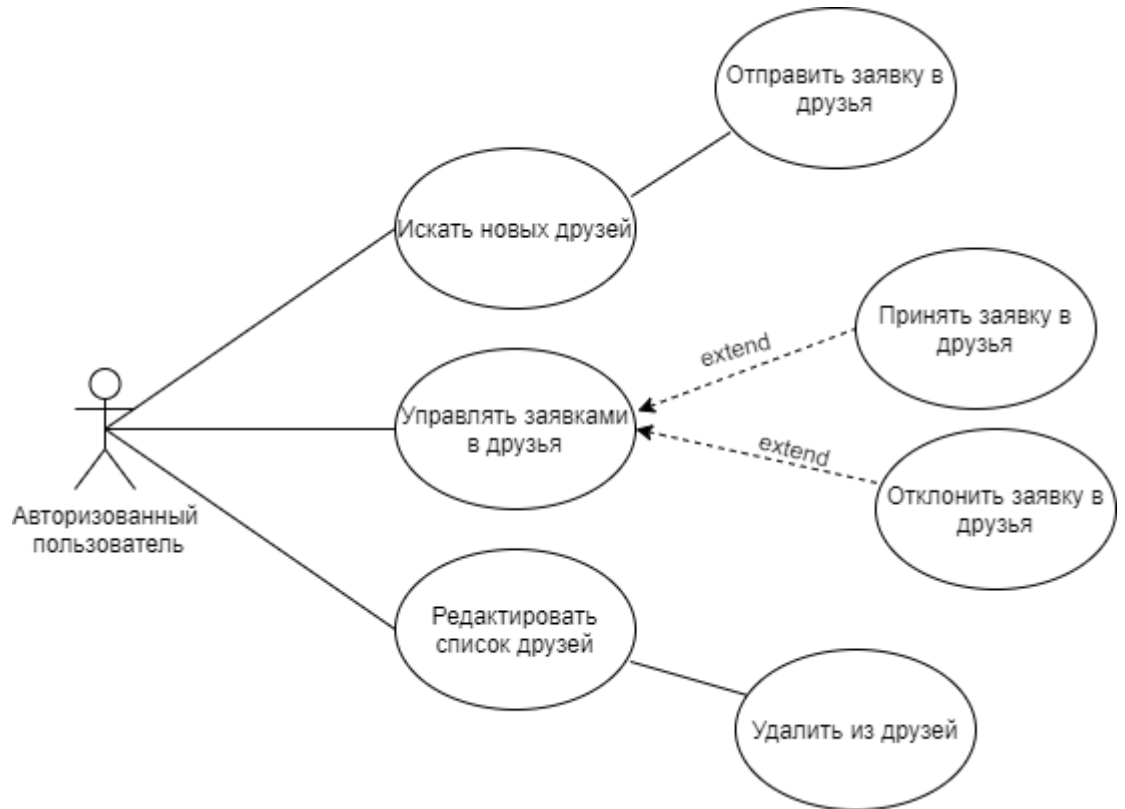 Отправить заявку в
друзья
Искать новых друзей
Принять заявку в
друзья
extend
Управлять заявками
в друзья
extend
Отклонить заявку в
друзья
Авторизованный
пользователь
Редактировать
список друзей
Удалить из друзей